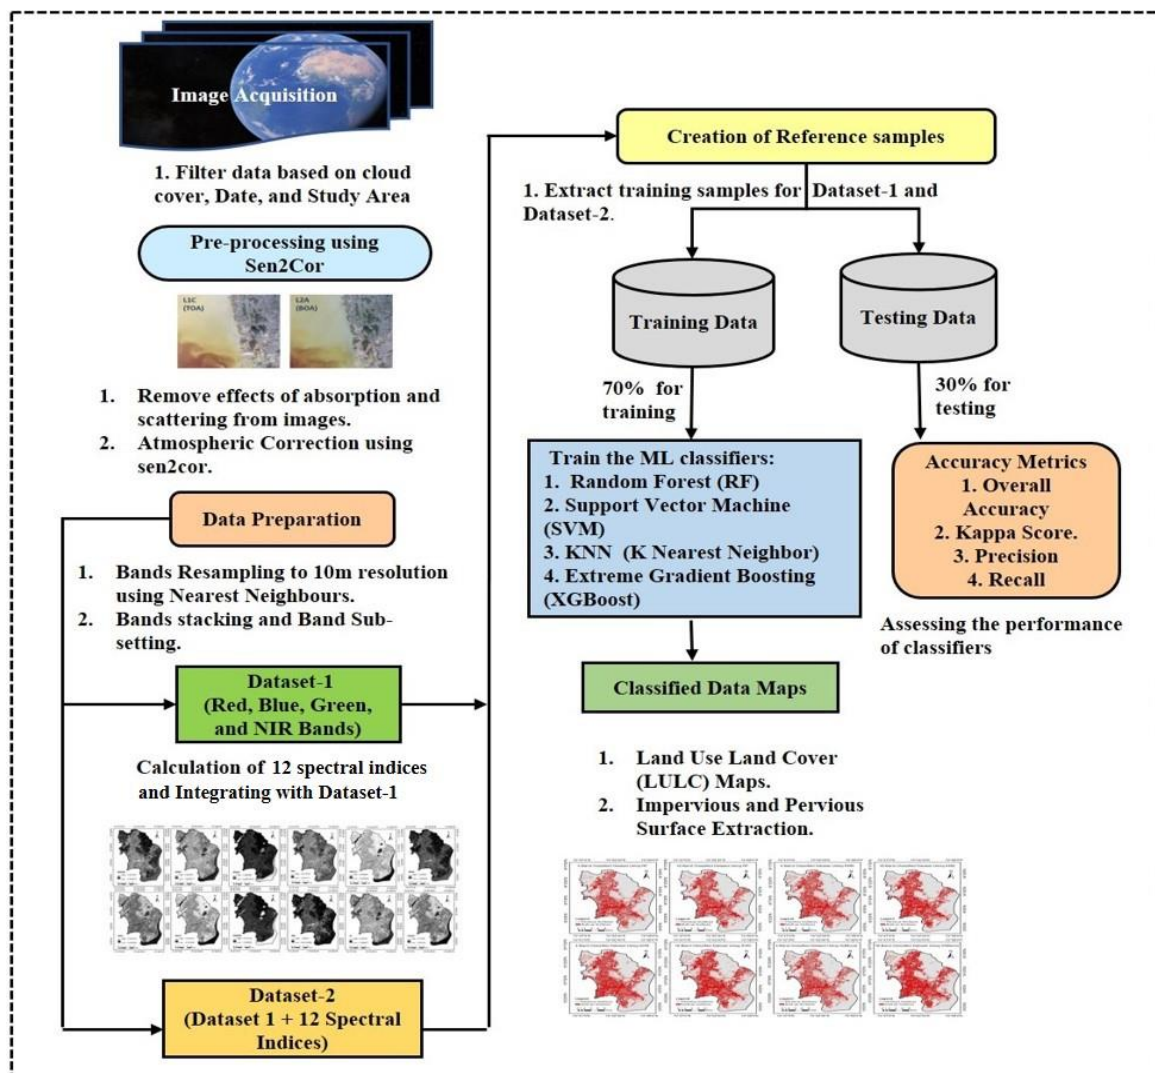 Image Acquisition
1. Filter data based on cloud
cover, Date, and Study Area
Pre-processing using
Sen2Cor
L1C
(TOA)
L2A
(BOA)
1. Remove effects of absorption and
scattering from images.
2. Atmospheric Correction using
sen2cor.
Data Preparation
1. Bands Resampling to 10m resolution
using Nearest Neighbours.
2. Bands stacking and Band Sub-
setting.
Dataset-1
(Red, Blue, Green,
and NIR Bands)
Calculation of 12 spectral indices
and Integrating with Dataset-1
Dataset-2
(Dataset 1 + 12 Spectral
Indices)
Creation of Reference samples
1. Extract training samples for Dataset-1 and
Dataset-2.
Training Data
Testing Data
70% for
training
30% for
testing
Train the ML classifiers:
1. Random Forest (RF)
2. Support Vector Machine
(SVM)
3. KNN (K Nearest Neighbor)
4. Extreme Gradient Boosting
(XGBoost)
Accuracy Metrics
1. Overall
Accuracy
2. Kappa Score.
3. Precision
4. Recall
Assessing the performance
of classifiers
Classified Data Maps
1. Land Use Land Cover
(LULC) Maps.
2. Impervious and Pervious
Surface Extraction.